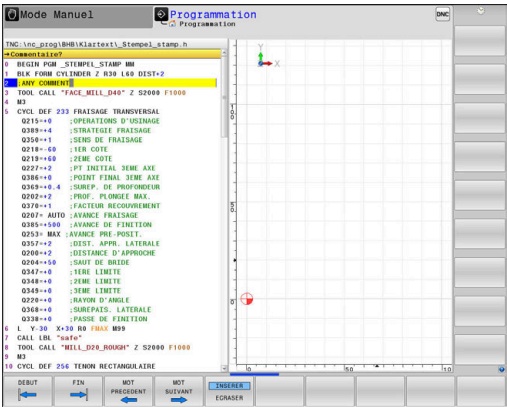 Mode Manuel
Programmation
Programmation
DNC
TNC:\nc_prog\BHB\Klartext\_Stempel_stamp.h
→Commentaire?
0 BEGIN PGM _STEMPEL_STAMP MM
1 BLK FORM CYLINDER Z R30 L60 DIST+2
2 ;ANY COMMENT
3 TOOL CALL "FACE_MILL_D40" Z S2000 F1000
4 M3
5 CYCL DEF 233 FRAISAGE TRANSVERSAL
Q215=+0 ;OPERATIONS D'USINAGE
Q389=+4 ;STRATEGIE FRAISAGE
Q350=+1 ;SENS DE FRAISAGE
Q218=-60 ;1ER COTE
Q219=+60 ;2EME COTE
Q227=+2 ;PT INITIAL 3EME AXE
Q386=+0 ;POINT FINAL 3EME AXE
Q369=+0.4 ;SUREP. DE PROFONDEUR
Q202=+2 ;PROF. PLONGEE MAX.
Q370=+1 ;FACTEUR RECOUVREMENT
Q207= AUTO ;AVANCE FRAISAGE
Q385=+500 ;AVANCE DE FINITION
Q253= MAX ;AVANCE PRE-POSIT.
Q357=+2 ;DIST. APPR. LATERALE
Q200=+2 ;DISTANCE D'APPROCHE
Q204=+50 ;SAUT DE BRIDE
Q347=+0 ;1ERE LIMITE
Q348=+0 ;2EME LIMITE
Q349=+0 ;3EME LIMITE
Q220=+0 ;RAYON D'ANGLE
Q368=+0 ;SUREPAIS. LATERALE
Q338=+0 ;PASSE DE FINITION
6 L Y-30 X+30 R0 FMAX M99
7 CALL LBL "safe"
8 TOOL CALL "MILL_D20_ROUGH" Z S2000 F1000
9 M3
10 CYCL DEF 256 TENON RECTANGULAIRE
Y
X
100
50
0
0
50
10
DEBUT
FIN
MOT PRECEDENT
MOT SUIVANT
INSERER
ECRASER